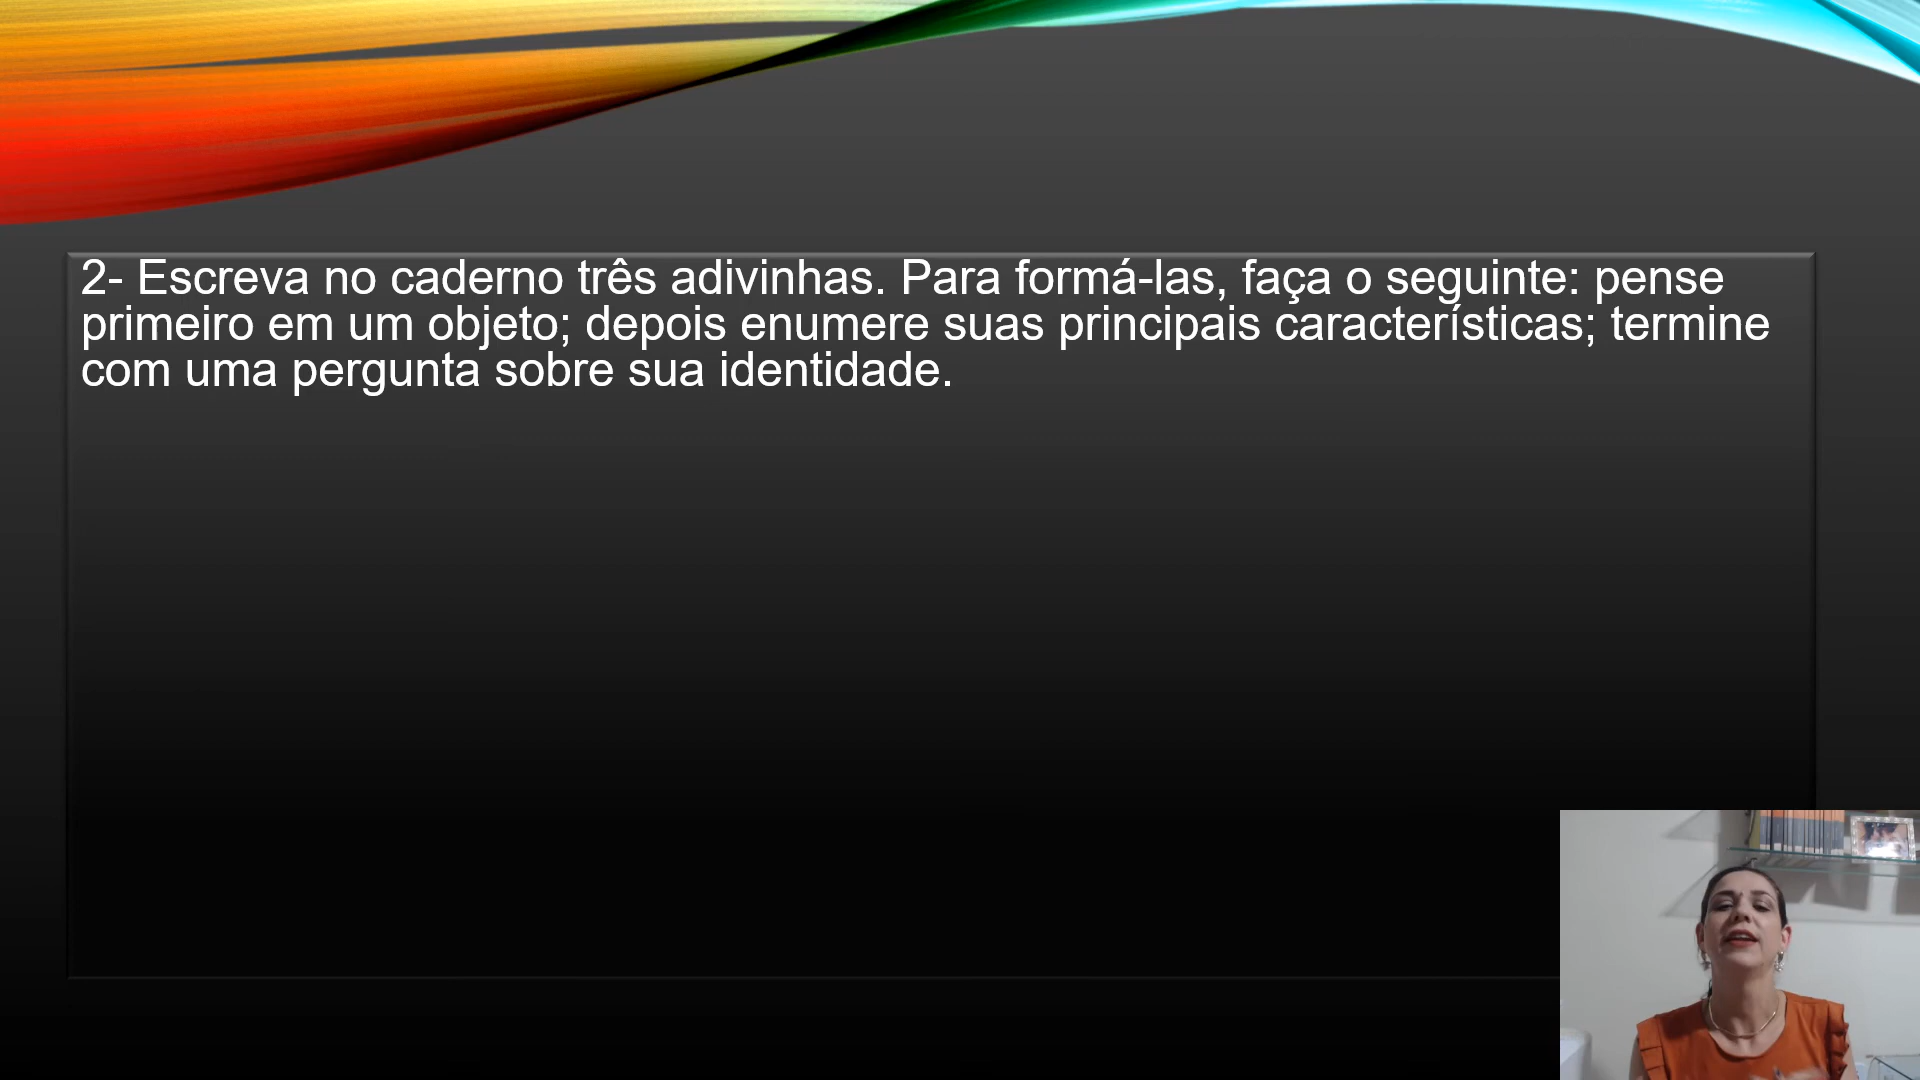 2- Escreva no caderno três adivinhas. Para formá-las, faça o seguinte: pense
primeiro em um objeto; depois enumere suas principais características; termine
com uma pergunta sobre sua identidade.